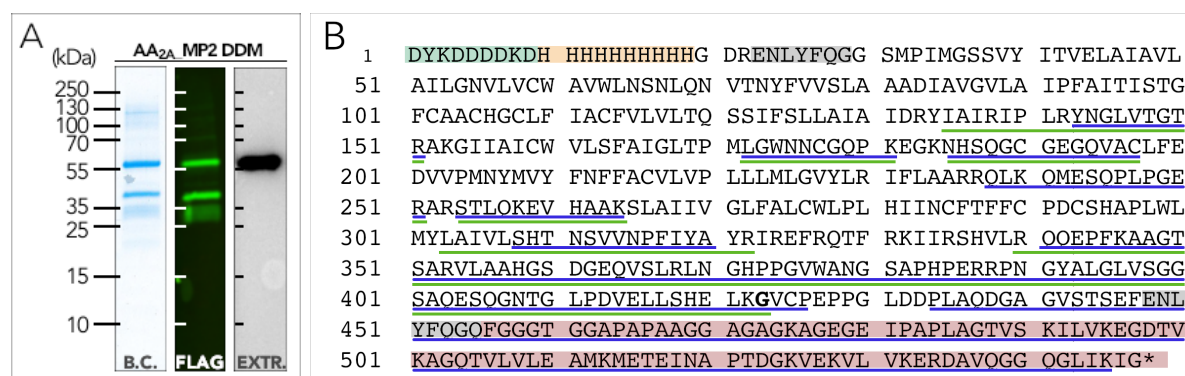 A
AA2A_MP2 DDM
(kDa)
250
130
100
70
55
35
25
15
10
B.C. FLAG EXTR.
B
1 DYKDDDDKDH HHHHHHHHHG DRENLYFQGG SMPIMGSSVY ITVELAIAVL
51 AILGNVLVCW AVWLNSNLQN VTNYFVVSLA AADIAVGVLA IPFAITISTG
101 FCAACHGCLF IACFVLVLTQ SSIFSLLAIA IDRYIAIRIP LRYNGLVTGT
151 RAKGIIAICW VLSFAIGLTP MLGWNNCGQP KEGKNHSQGC GEGQVACLFE
201 DVVPMNYMVY FNFFACVLVP LLLMLGVYLR IFLAARRQLK QMESQPLPGE
251 RARSTLQKEV HAAKSLAIIV GLFALCWLPL HIINCFTFFC PDCSHAPLWL
301 MYLAIVLSHT NSVVNPFIYA YRIREFRQTF RKIIRSHVLR QQEPFKAAGT
351 SARVLAAHGS DGEQVSLRLN GHPPGVWANG SAPHPERRPN GYALGLVSGG
401 SAQESQGNTG LPDVELLSHE LKGVCPEPPG LDDPLAQDGA GVSTSEFENL
451 YFQGQFGGGT GGAPAPAAGG AGAGKAGEGE IPAPLAGTVS KILVKEGDTV
501 KAGQTVLVLE AMKMETEINA PTDGKVEKVL VKERDAVQGG QGLIKIG*